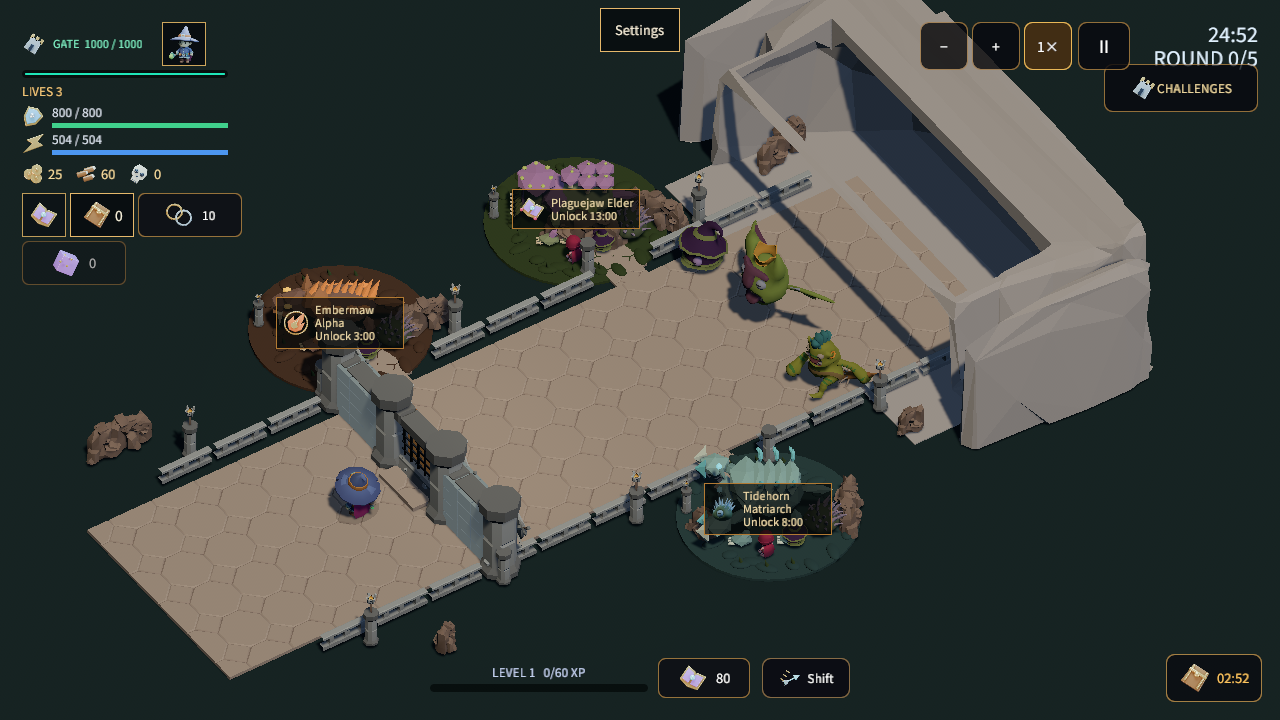 GATE 1000 / 1000
Settings
−
+
1×
24:52
ROUND 0/5
CHALLENGES
LIVES 3
800 / 800
504 / 504
25
60
0
0
10
0
Plaguejaw Elder
Unlock 13:00
Embermaw
Alpha
Unlock 3:00
Tidehorn
Matriarch
Unlock 8:00
LEVEL 1 0/60 XP
80
Shift
02:52